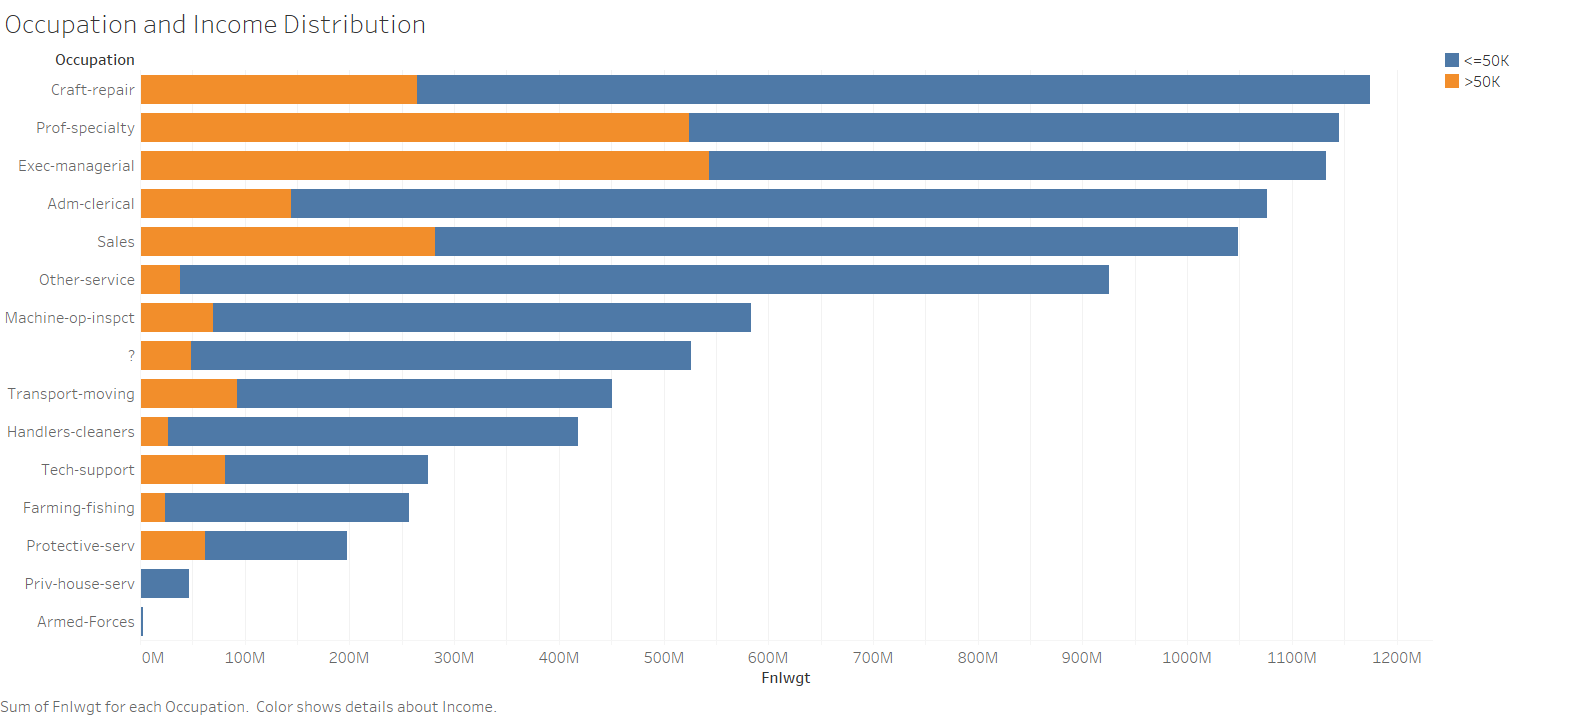 Occupation and Income Distribution
Occupation
<=50K
>50K
Craft-repair
Prof-specialty
Exec-managerial
Adm-clerical
Sales
Other-service
Machine-op-inspct
?
Transport-moving
Handlers-cleaners
Tech-support
Farming-fishing
Protective-serv
Priv-house-serv
Armed-Forces
0M 100M 200M 300M 400M 500M 600M 700M 800M 900M 1000M 1100M 1200M
Fnlwgt
Sum of Fnlwgt for each Occupation.  Color shows details about Income.